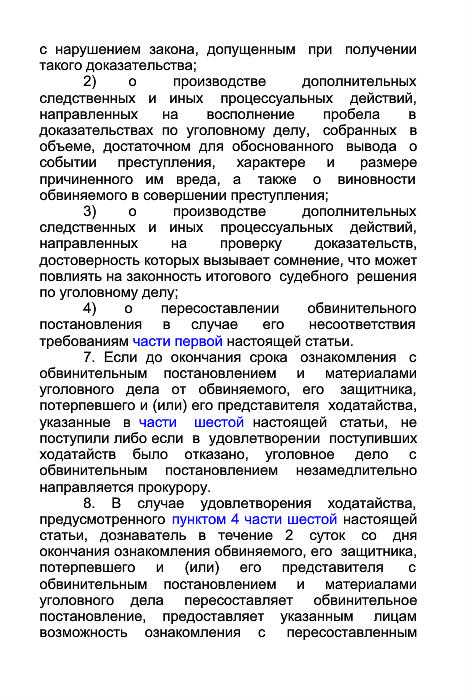 с нарушением закона, допущенным при получении
такого доказательства;
2) о производстве дополнительных
следственных и иных процессуальных действий,
направленных на восполнение пробела в
доказательствах по уголовному делу, собранных в
объеме, достаточном для обоснованного вывода о
событии преступления, характере и размере
причиненного им вреда, а также о виновности
обвиняемого в совершении преступления;
3) о производстве дополнительных
следственных и иных процессуальных действий,
направленных на проверку доказательств,
достоверность которых вызывает сомнение, что может
повлиять на законность итогового судебного решения
по уголовному делу;
4) о пересоставлении обвинительного
постановления в случае его несоответствия
требованиям части первой настоящей статьи.
7. Если до окончания срока ознакомления с
обвинительным постановлением и материалами
уголовного дела от обвиняемого, его защитника,
потерпевшего и (или) его представителя ходатайства,
указанные в части шестой настоящей статьи, не
поступили либо если в удовлетворении поступивших
ходатайств было отказано, уголовное дело с
обвинительным постановлением незамедлительно
направляется прокурору.
8. В случае удовлетворения ходатайства,
предусмотренного пунктом 4 части шестой настоящей
статьи, дознаватель в течение 2 суток со дня
окончания ознакомления обвиняемого, его защитника,
потерпевшего и (или) его представителя с
обвинительным постановлением и материалами
уголовного дела пересоставляет обвинительное
постановление, предоставляет указанным лицам
возможность ознакомления с пересоставленным